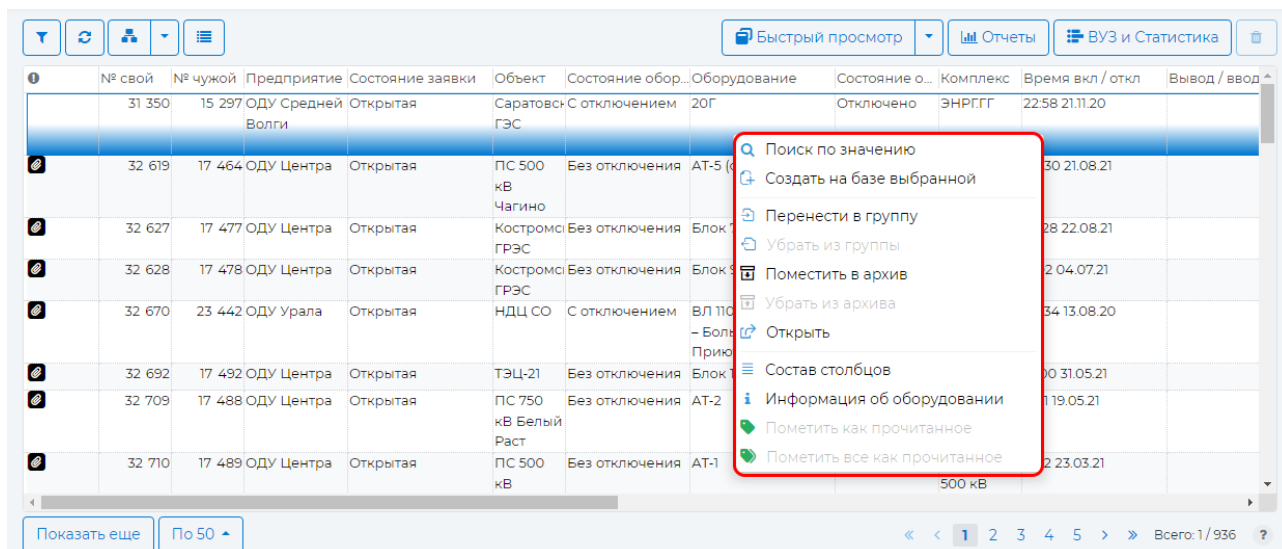 Быстрый просмотр Отчеты ВУЗ и Статистика
№ свой № чужой Предприятие Состояние заявки Объект Состояние обор... Оборудование Состояние о... Комплекс Время вкл / откл Вывод / ввод
31 350 15 297 ОДУ Средней Открытая Саратовск С отключением 20Г Отключено ЭНРГ.ГГ 22:58 21.11.20
Волги ГЭС
Поиск по значению
32 619 17 464 ОДУ Центра Открытая ПС 500 Без отключения АТ-5 30 21.08.21
кВ
Чагино
Создать на базе выбранной
Перенести в группу
32 627 17 477 ОДУ Центра Открытая Костромс Без отключения Блок 28 22.08.21
ГРЭС
Убрать из группы
32 628 17 478 ОДУ Центра Открытая Костромс Без отключения Блок 2 04.07.21
ГРЭС
Поместить в архив
Убрать из архива
32 670 23 442 ОДУ Урала Открытая НДЦ СО С отключением ВЛ 110 34 13.08.20
– Боль
Приют
Открыть
Состав столбцов
32 692 17 492 ОДУ Центра Открытая ТЭЦ-21 Без отключения Блок 00 31.05.21
Информация об оборудовании
32 709 17 488 ОДУ Центра Открытая ПС 750 Без отключения АТ-2 1 19.05.21
кВ Белый
Раст
Пометить как прочитанное
Пометить все как прочитанное
32 710 17 489 ОДУ Центра Открытая ПС 500 Без отключения АТ-1 2 23.03.21
кВ 500 кВ
Показать еще По 50 « < 1 2 3 4 5 > » Всего: 1 / 936 ?